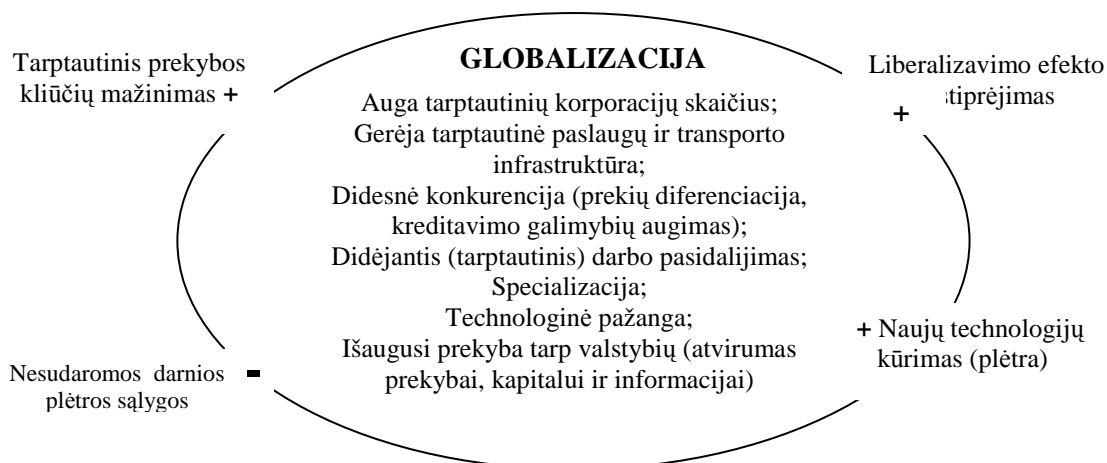 GLOBALIZACIJA
Tarptautinis prekybos
kliūčių mažinimas +
Auga tarptautinių korporacijų skaičius;
Gerėja tarptautinė paslaugų ir transporto
infrastruktūra;
Didesnė konkurencija (prekių diferenciacija,
kreditavimo galimybių augimas);
Didėjantis (tarptautinis) darbo pasidalijimas;
Specializacija;
Technologinė pažanga;
Išaugusi prekyba tarp valstybių (atvirumas
prekybai, kapitalui ir informacijai)
Liberalizavimo efekto
tiprėjimas
+
+ Naujų technologijų
kūrimas (plėtra)
Nesudaromos darnios -
plėtros sąlygos